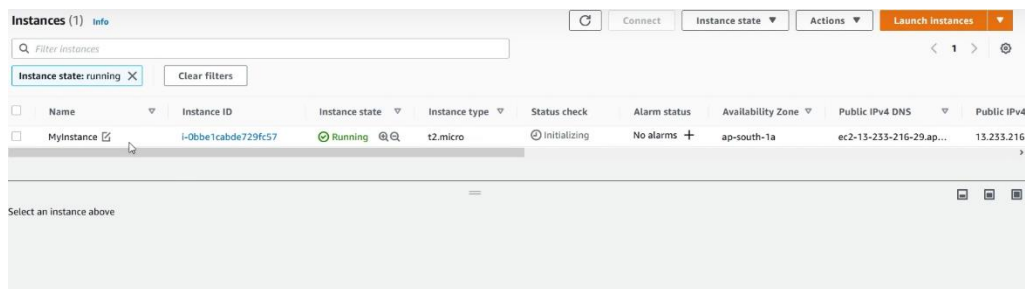 Instances (1) Info Connect Instance state Actions Launch instances
Filter instances 1
Instance state: running Clear filters
Name Instance ID Instance state Instance type Status check Alarm status Availability Zone Public IPv4 DNS Public IPv4
MyInstance i-0bbe1cabde729fc57 Running t2.micro Initializing No alarms + ap-south-1a ec2-13-233-216-29.ap... 13.233.216
Select an instance above